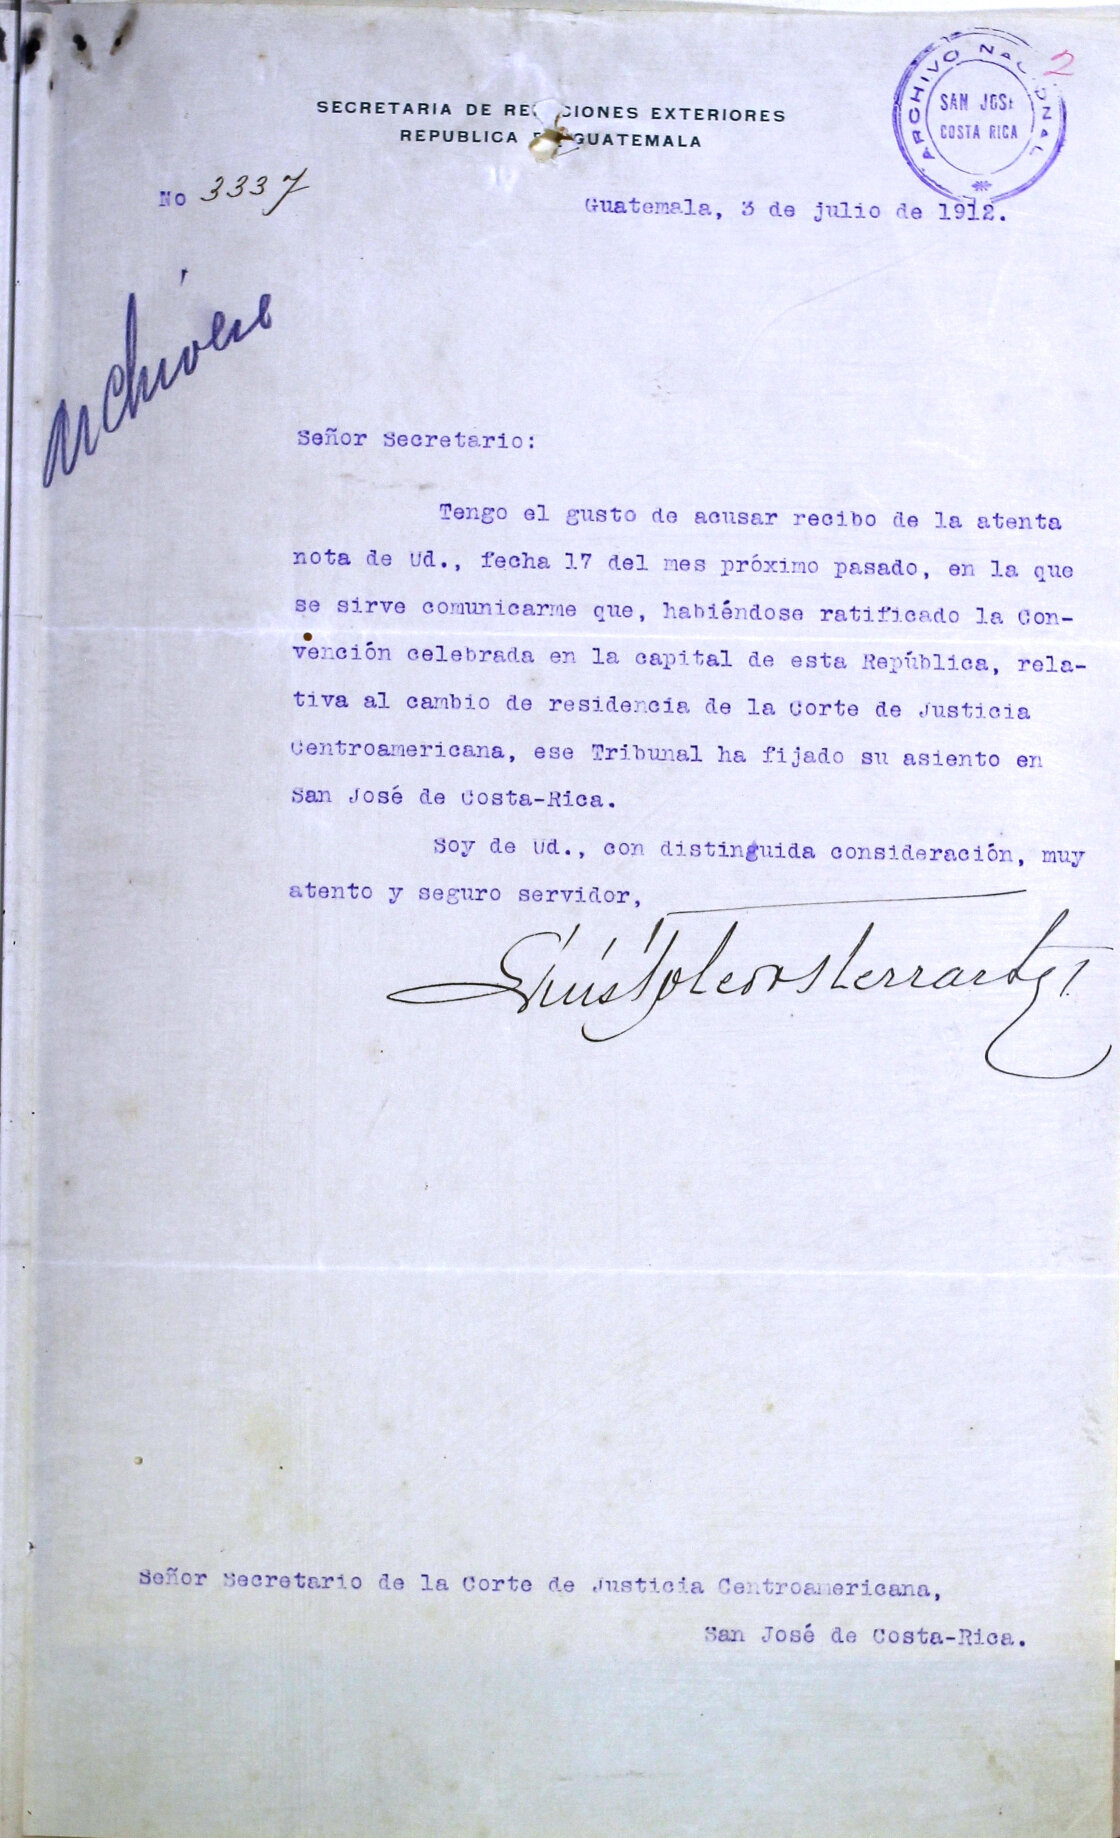 2
ARCHIVO NACIONAL
SAN JOSE
COSTA RICA
SECRETARIA DE RELACIONES EXTERIORES
REPUBLICA DE GUATEMALA
No 3337
Guatemala, 3 de julio de 1912.
Archívese
Señor Secretario:
Tengo el gusto de acusar recibo de la atenta
nota de Ud., fecha 17 del mes próximo pasado, en la que
se sirve comunicarme que, habiéndose ratificado la Con-
vención celebrada en la capital de esta República, rela-
tiva al cambio de residencia de la Corte de Justicia
Centroamericana, ese Tribunal ha fijado su asiento en
San José de Costa-Rica.
Soy de Ud., con distinguida consideración, muy
atento y seguro servidor,
Luis Toledo Herrarte
Señor Secretario de la Corte de Justicia Centroamericana,
San José de Costa-Rica.